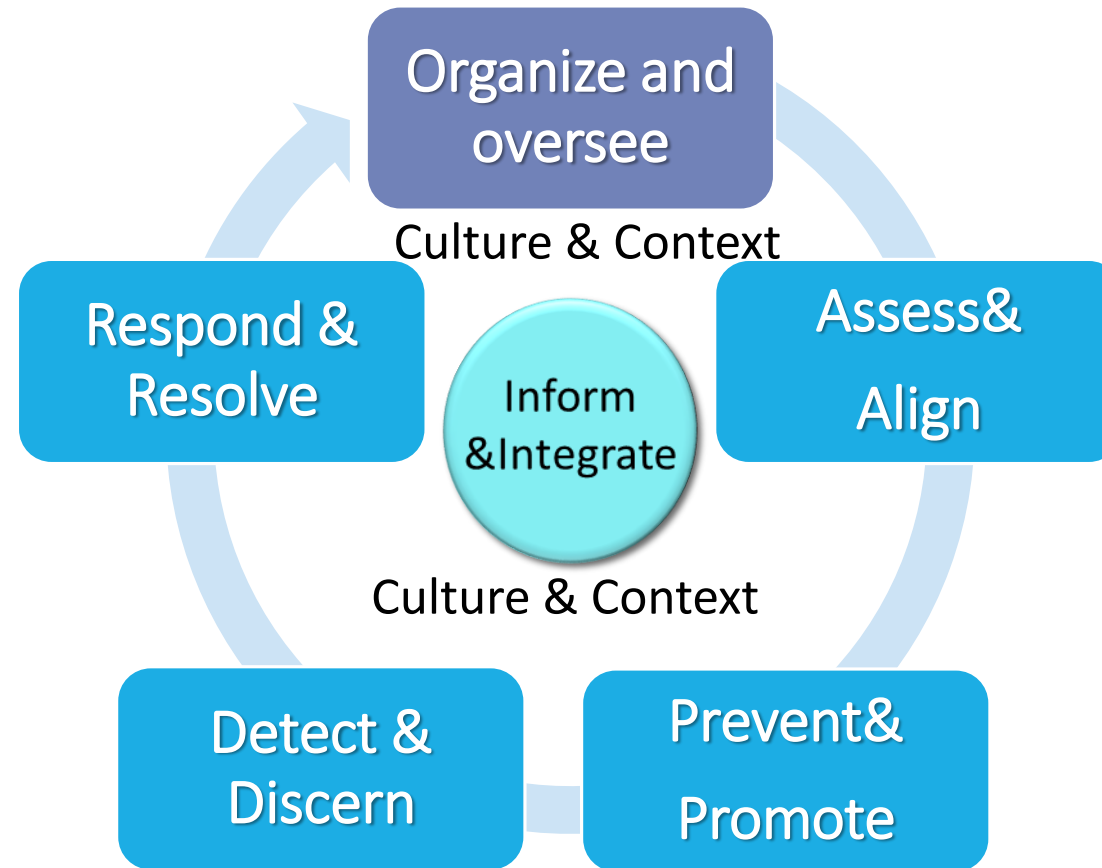 Organize and
oversee
Culture & Context
Respond &
Resolve
Assess&
Align
Inform
&Integrate
Culture & Context
Detect &
Discern
Prevent&
Promote